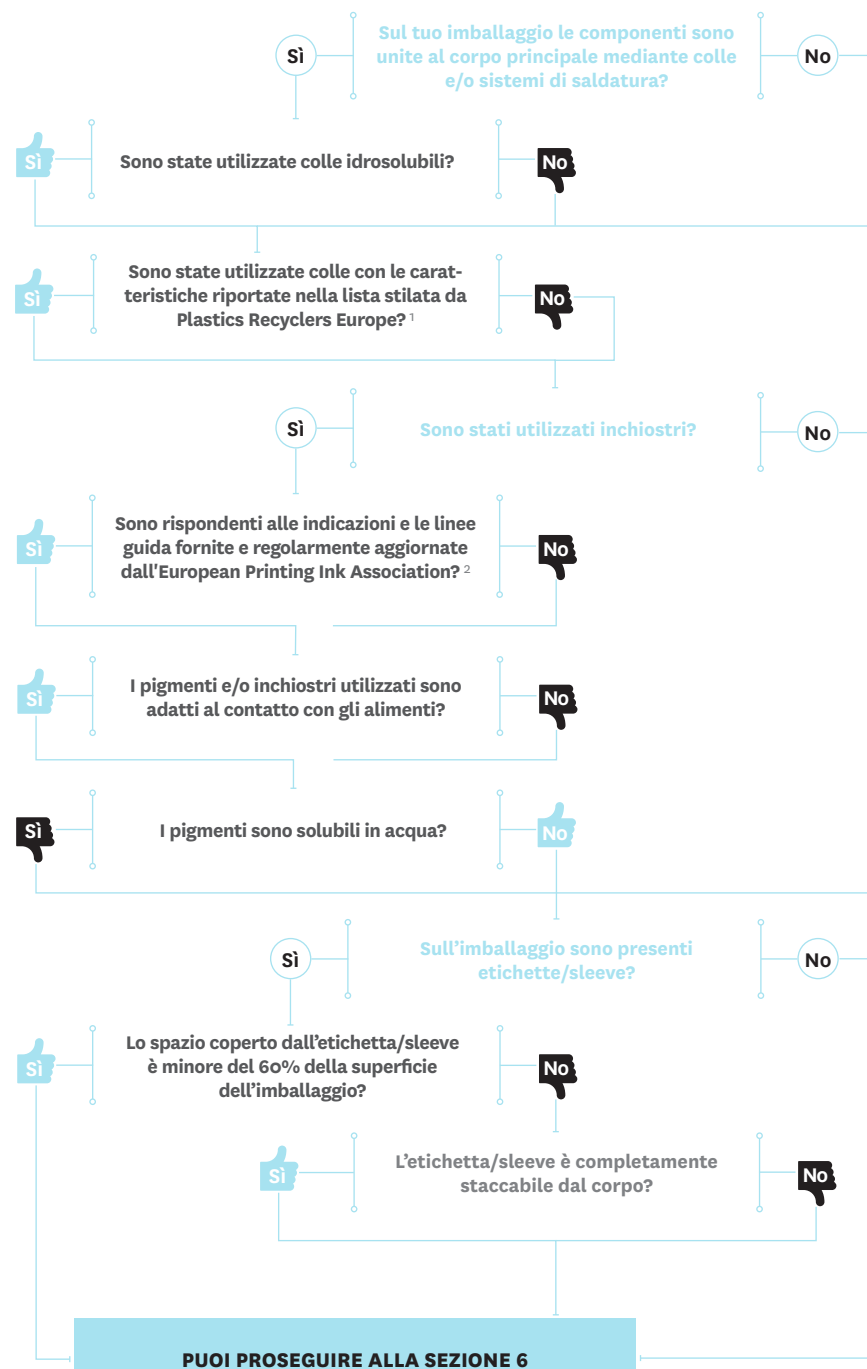 Sul tuo imballaggio le componenti sono
unite al corpo principale mediante colle
e/o sistemi di saldatura?
Sì
No
Sono state utilizzate colle idrosolubili?
Sì
No
Sono state utilizzate colle con le carat-
teristiche riportate nella lista stilata da
Plastics Recyclers Europe? ¹
Sì
No
Sono stati utilizzati inchiostri?
Sì
No
Sono rispondenti alle indicazioni e le linee
guida fornite e regolarmente aggiornate
dall'European Printing Ink Association? ²
Sì
No
I pigmenti e/o inchiostri utilizzati sono
adatti al contatto con gli alimenti?
Sì
No
I pigmenti sono solubili in acqua?
Sì
No
Sull’imballaggio sono presenti
etichette/sleeve?
Sì
No
Lo spazio coperto dall’etichetta/sleeve
è minore del 60% della superficie
dell’imballaggio?
Sì
No
L’etichetta/sleeve è completamente
staccabile dal corpo?
Sì
No
PUOI PROSEGUIRE ALLA SEZIONE 6